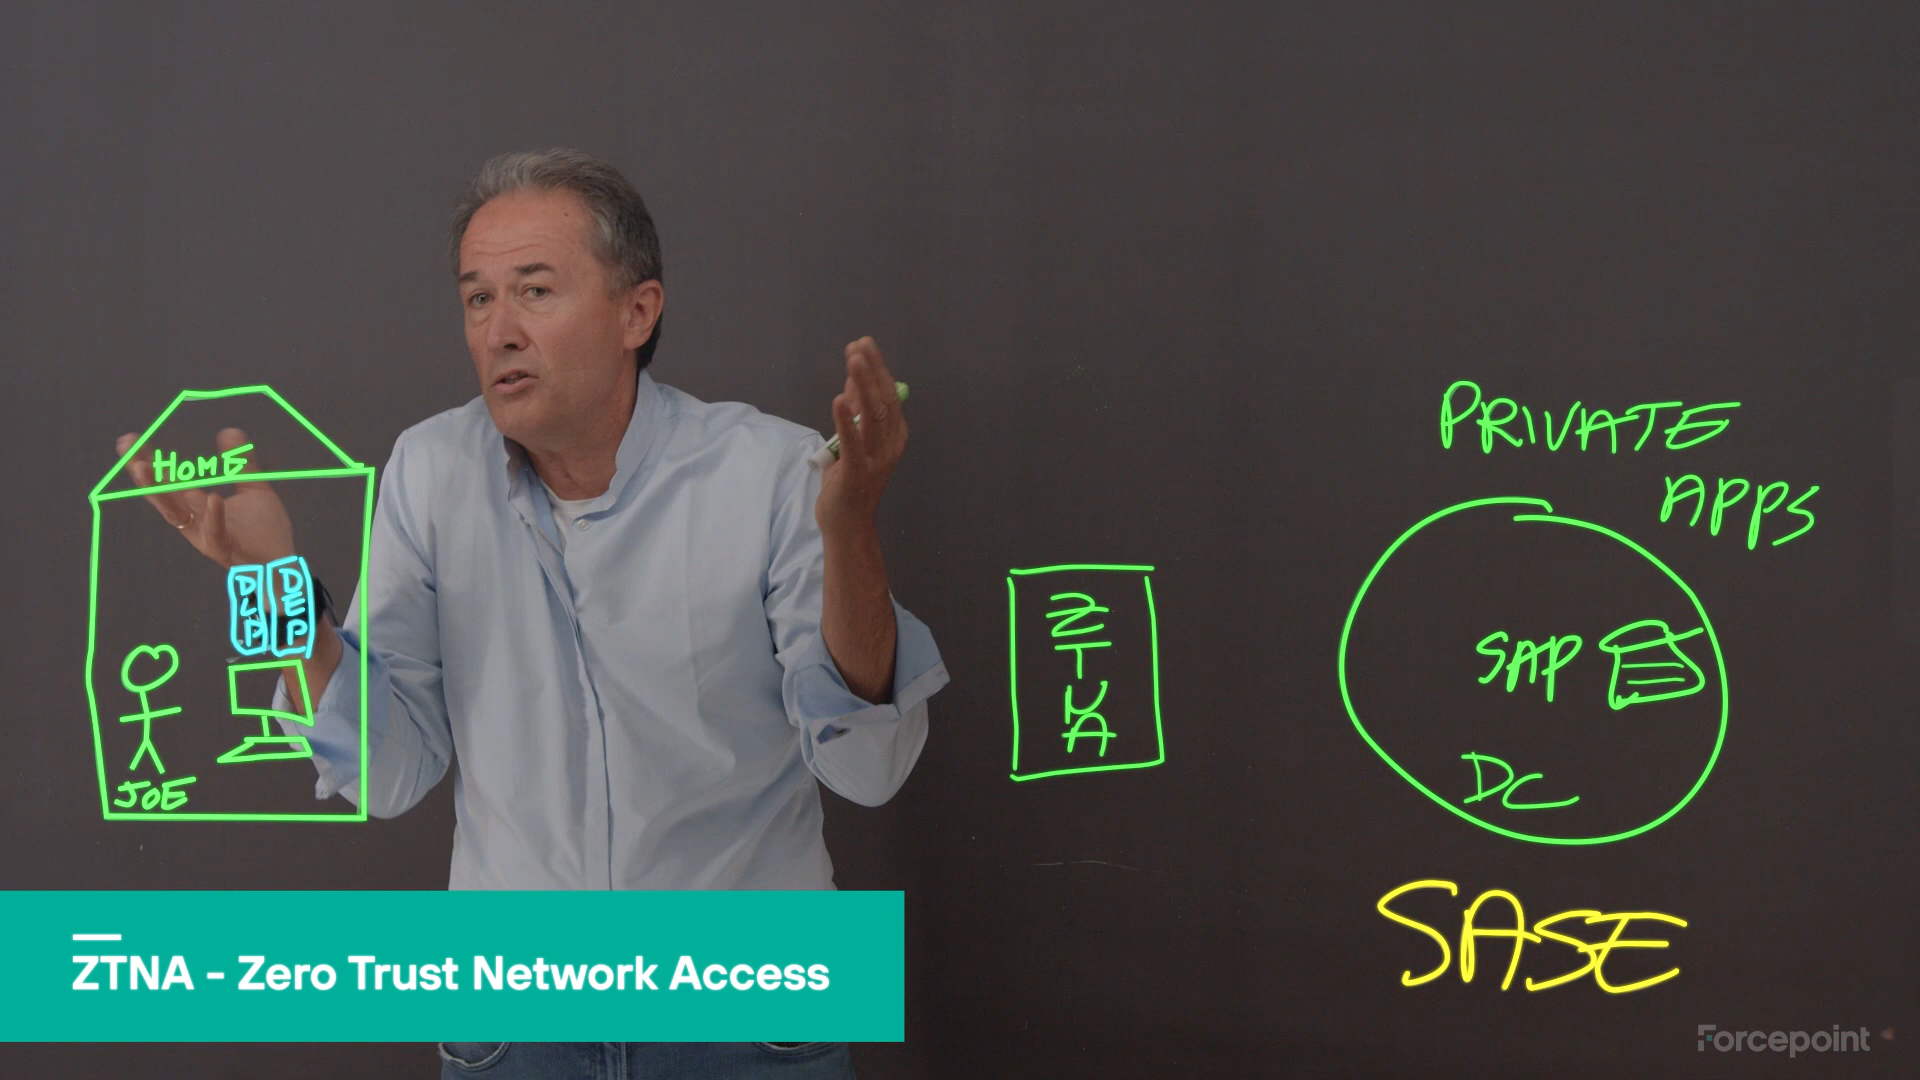 HOME
DLP
DEP
JOE
ZTNA
PRIVATE
APPS
SAP
DC
SASE
ZTNA - Zero Trust Network Access
Forcepoint